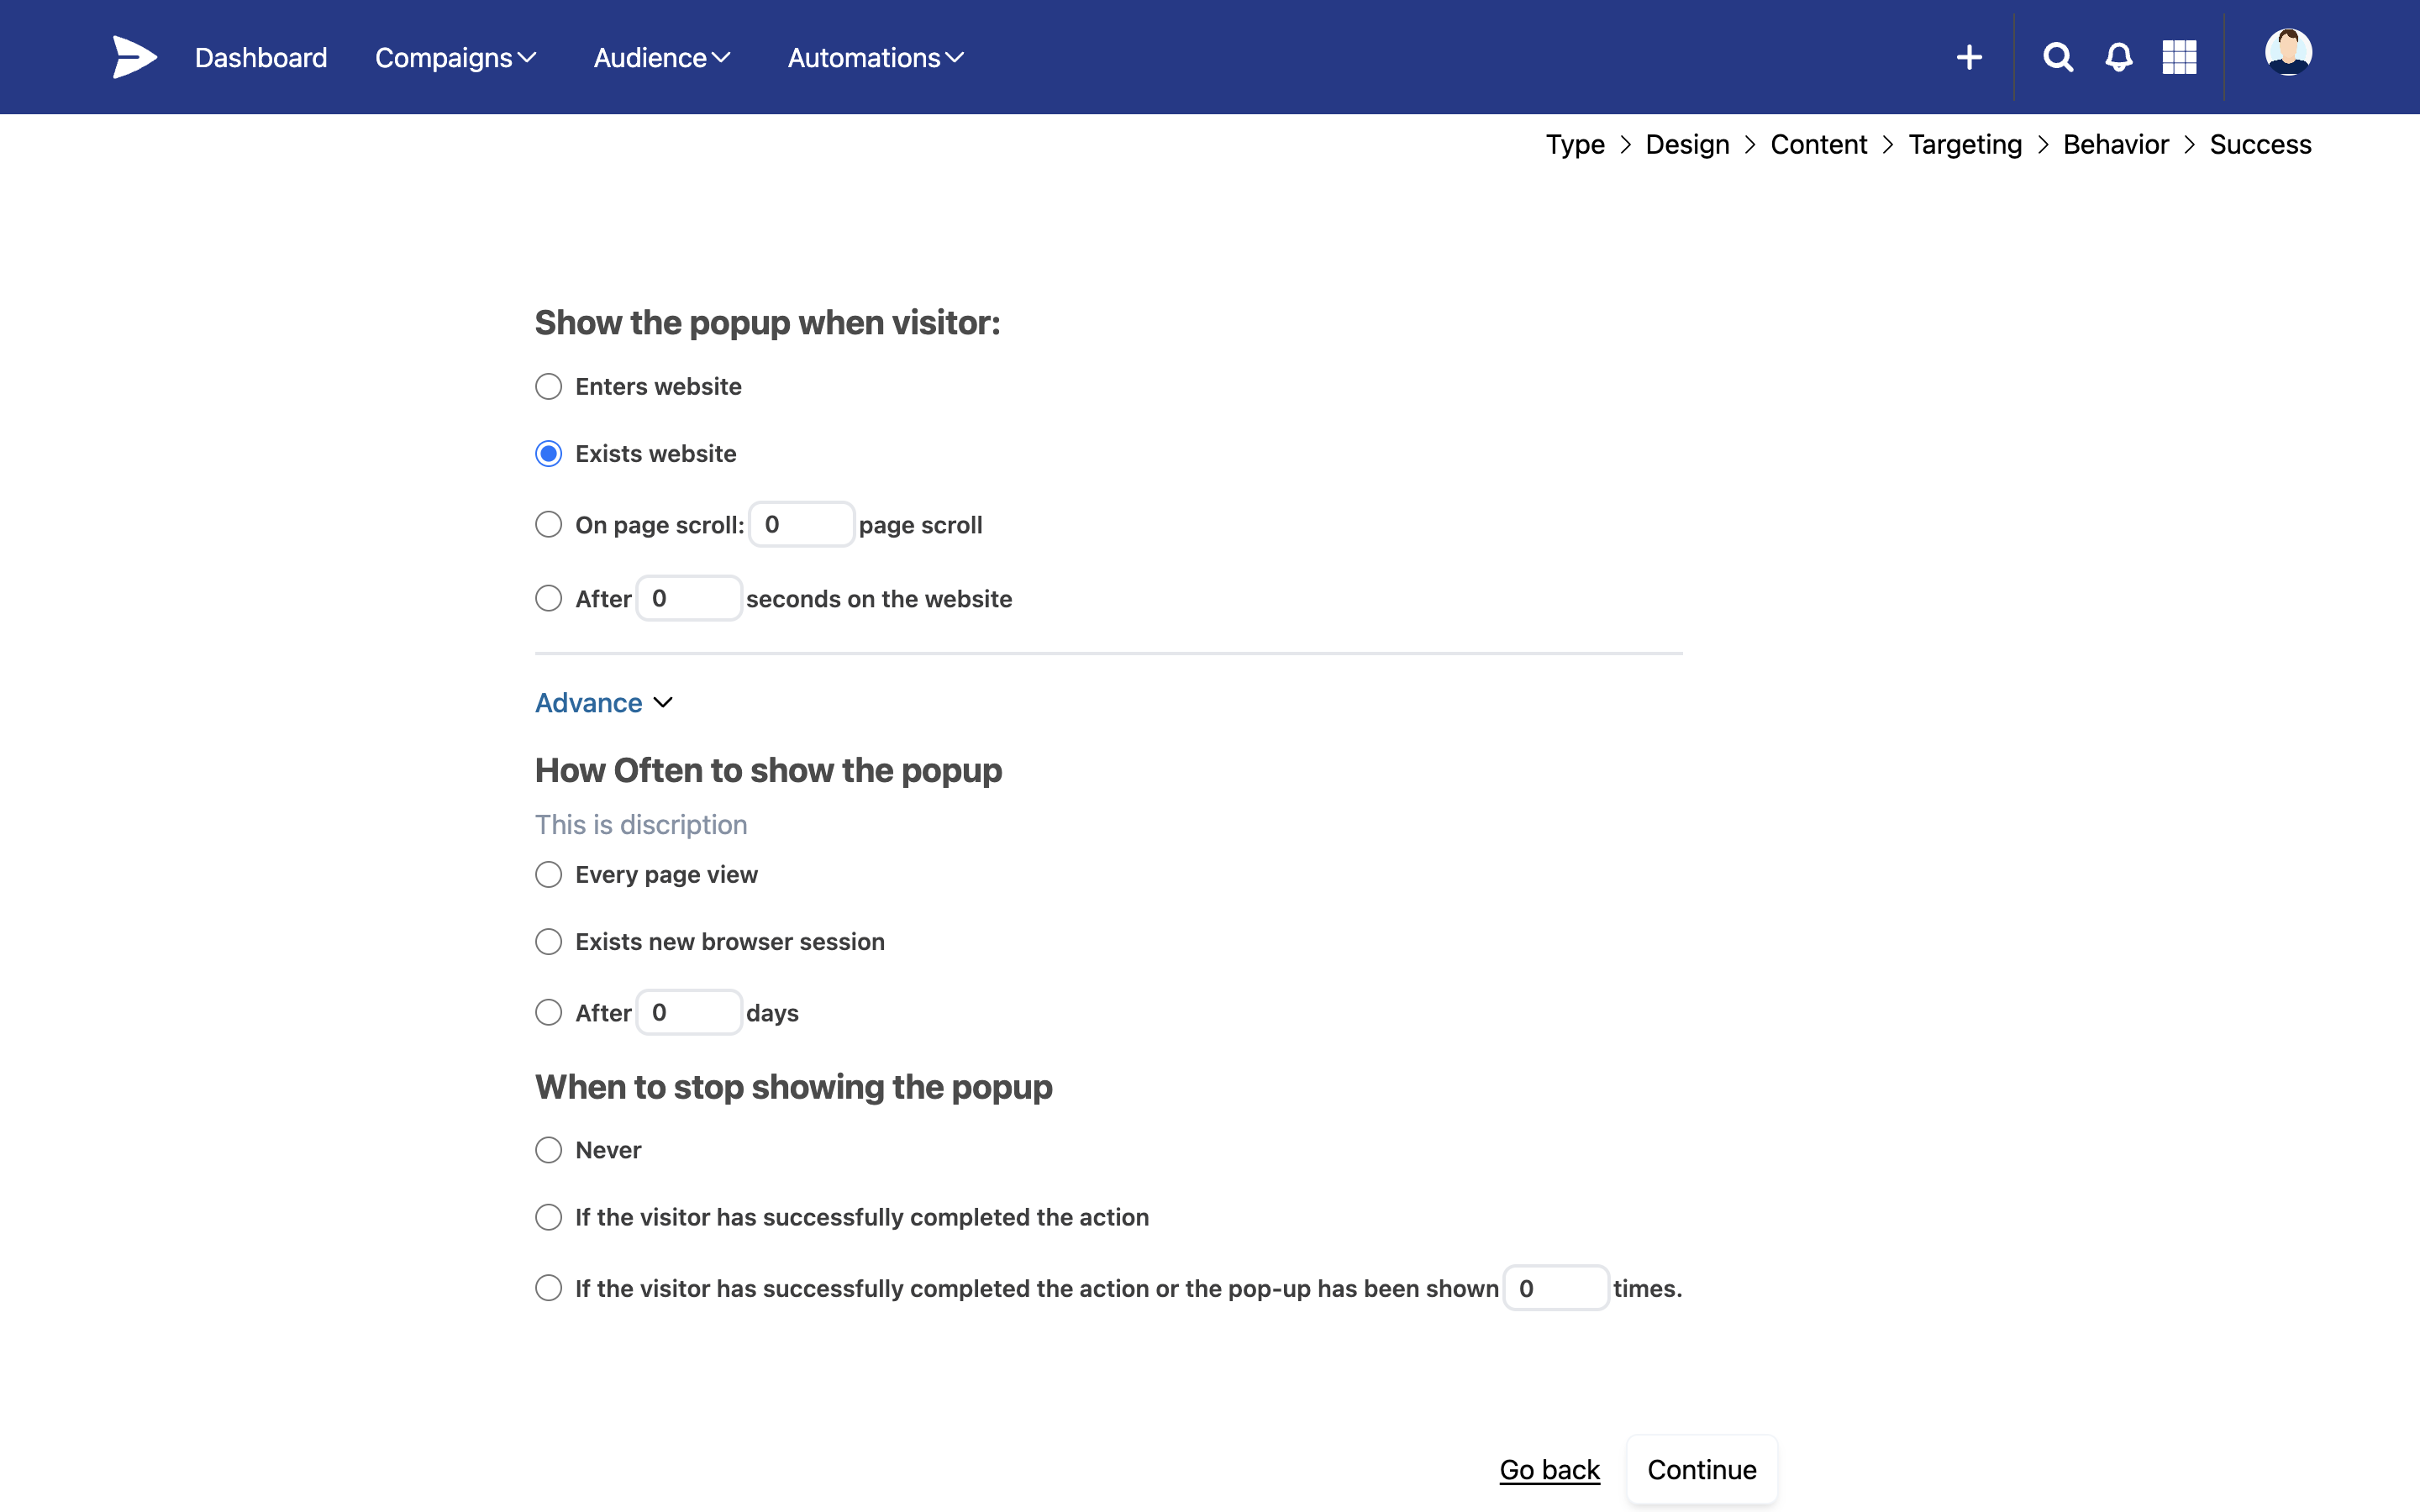 Dashboard Compaigns Audience Automations
Type > Design > Content > Targeting > Behavior > Success
Show the popup when visitor:
Enters website
Exists website
On page scroll: 0 page scroll
After 0 seconds on the website
Advance
How Often to show the popup
This is discription
Every page view
Exists new browser session
After 0 days
When to stop showing the popup
Never
If the visitor has successfully completed the action
If the visitor has successfully completed the action or the pop-up has been shown 0 times.
Go back Continue